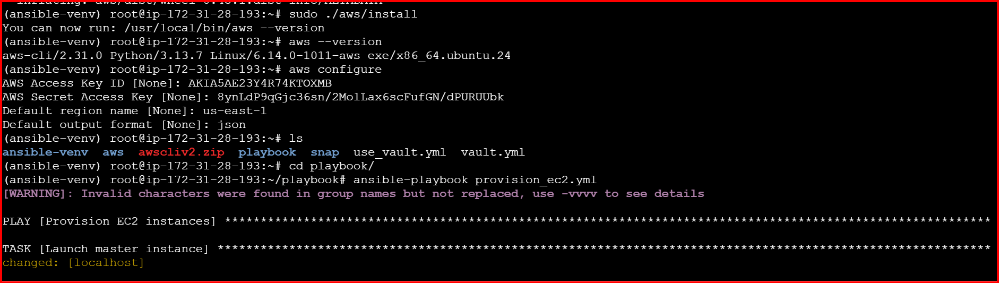 inflating:
(ansible-venv) root@ip-172-31-28-193:~# sudo ./aws/install
You can now run: /usr/local/bin/aws --version
(ansible-venv) root@ip-172-31-28-193:~# aws --version
aws-cli/2.31.0 Python/3.13.7 Linux/6.14.0-1011-aws exe/x86_64.ubuntu.24
(ansible-venv) root@ip-172-31-28-193:~# aws configure
AWS Access Key ID [None]: AKIA5AE23Y4R74KTOXMB
AWS Secret Access Key [None]: 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
Default region name [None]: us-east-1
Default output format [None]: json
(ansible-venv) root@ip-172-31-28-193:~# ls
ansible-venv  aws  awscliv2.zip  playbook  snap  use_vault.yml  vault.yml
(ansible-venv) root@ip-172-31-28-193:~# cd playbook/
(ansible-venv) root@ip-172-31-28-193:~/playbook# ansible-playbook provision_ec2.yml
[WARNING]: Invalid characters were found in group names but not replaced, use -vvvv to see details
PLAY [Provision EC2 instances] ***********************************************************************************************************
TASK [Launch master instance] ************************************************************************************************************
changed: [localhost]